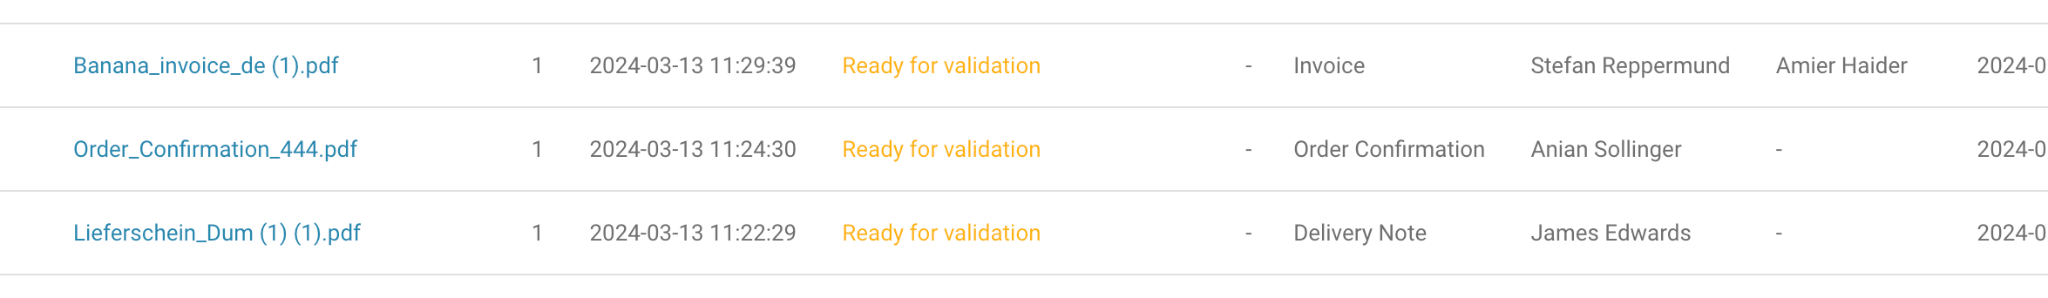 Banana_invoice_de (1).pdf 1 2024-03-13 11:29:39 Ready for validation - Invoice Stefan Reppermund Amier Haider 2024-0
Order_Confirmation_444.pdf 1 2024-03-13 11:24:30 Ready for validation - Order Confirmation Anian Sollinger - 2024-0
Lieferschein_Dum (1) (1).pdf 1 2024-03-13 11:22:29 Ready for validation - Delivery Note James Edwards - 2024-0